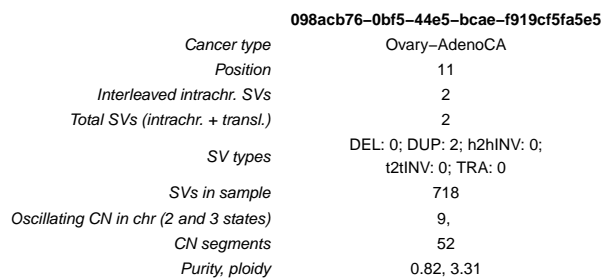 098acb76−0bf5−44e5−bcae−f919cf5fa5e5
Cancer type Ovary−AdenoCA
Position 11
Interleaved intrachr. SVs 2
Total SVs (intrachr. + transl.) 2
SV types DEL: 0; DUP: 2; h2hINV: 0;
t2tINV: 0; TRA: 0
SVs in sample 718
Oscillating CN in chr (2 and 3 states) 9,
CN segments 52
Purity, ploidy 0.82, 3.31